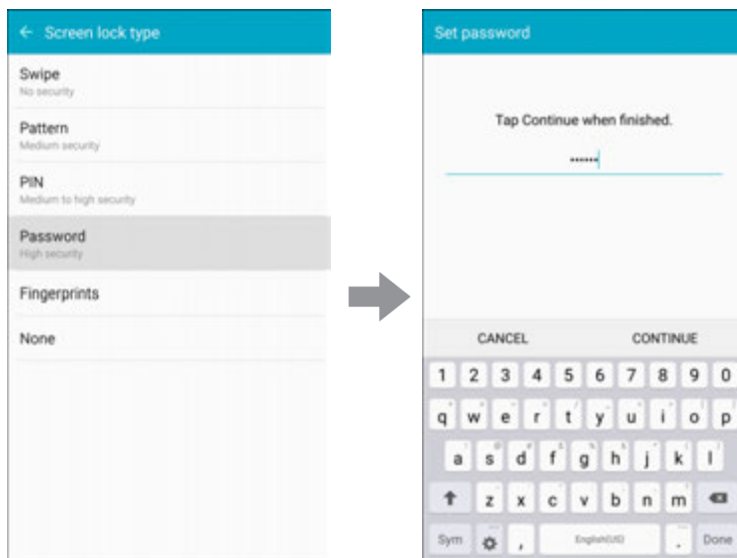 Screen lock type
Swipe
No security
Pattern
Medium security
PIN
Medium to high security
Password
High security
Fingerprints
None
Set password
Tap Continue when finished.
••••••
CANCEL CONTINUE
1 2 3 4 5 6 7 8 9 0
q w e r t y u i o p
a s d f g h j k l
z x c v b n m
Sym , English(US) . Done